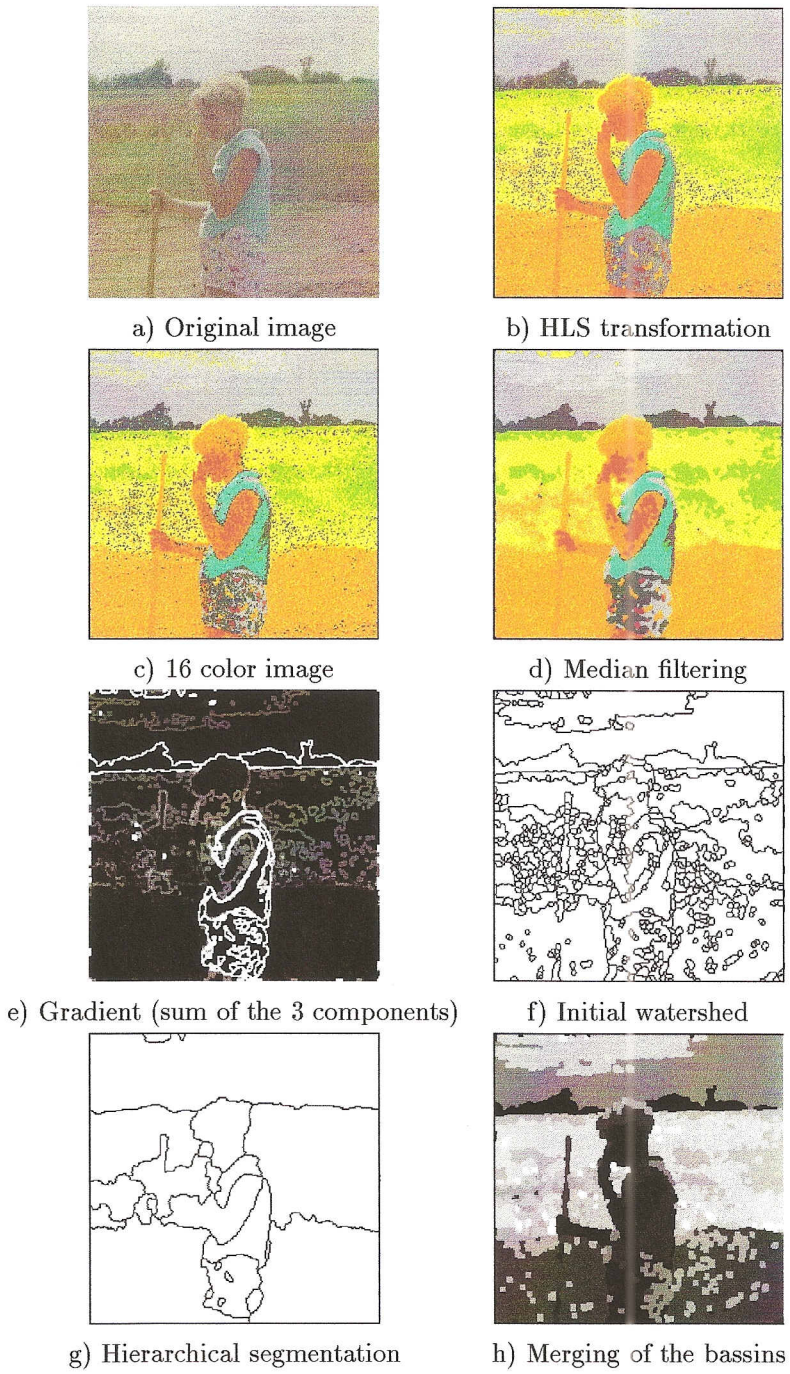 a) Original image
b) HLS transformation
c) 16 color image
d) Median filtering
e) Gradient (sum of the 3 components)
f) Initial watershed
g) Hierarchical segmentation
h) Merging of the bassins